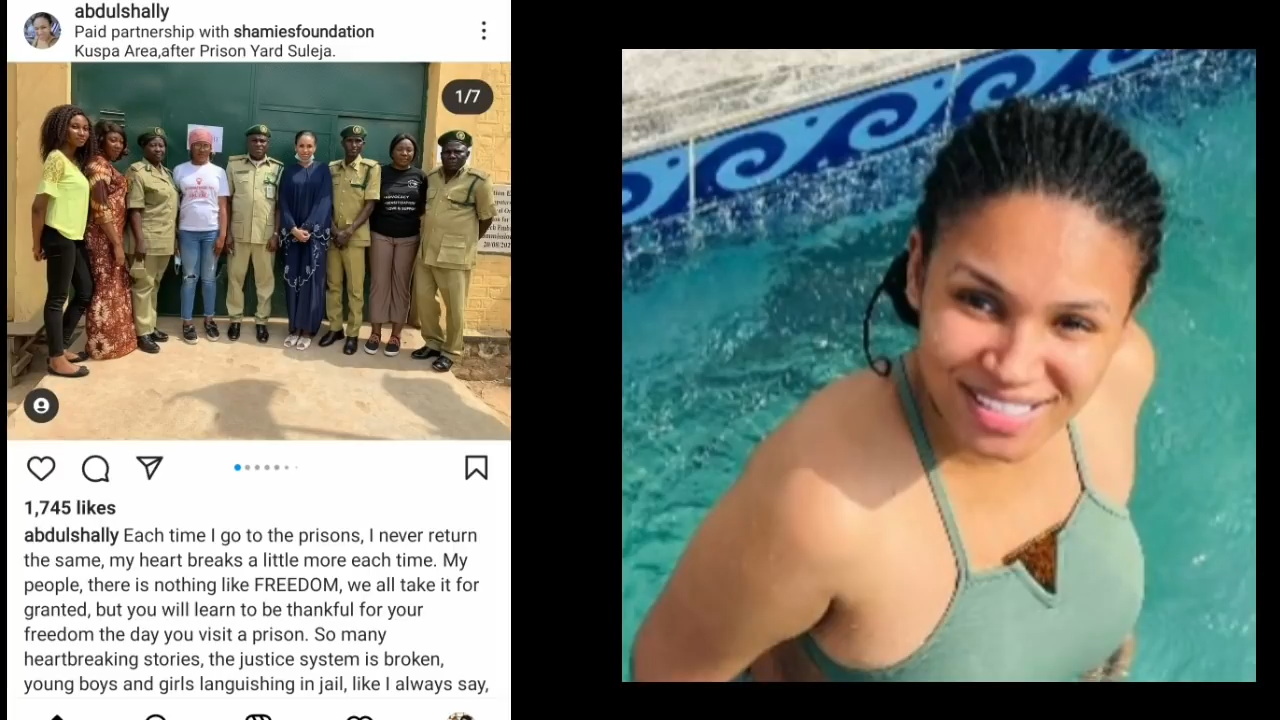 abdulshally
Paid partnership with shamiesfoundation
Kuspa Area,after Prison Yard Suleja.
1/7
1,745 likes
abdulshally Each time I go to the prisons, I never return
the same, my heart breaks a little more each time. My
people, there is nothing like FREEDOM, we all take it for
granted, but you will learn to be thankful for your
freedom the day you visit a prison. So many
heartbreaking stories, the justice system is broken,
young boys and girls languishing in jail, like I always say,